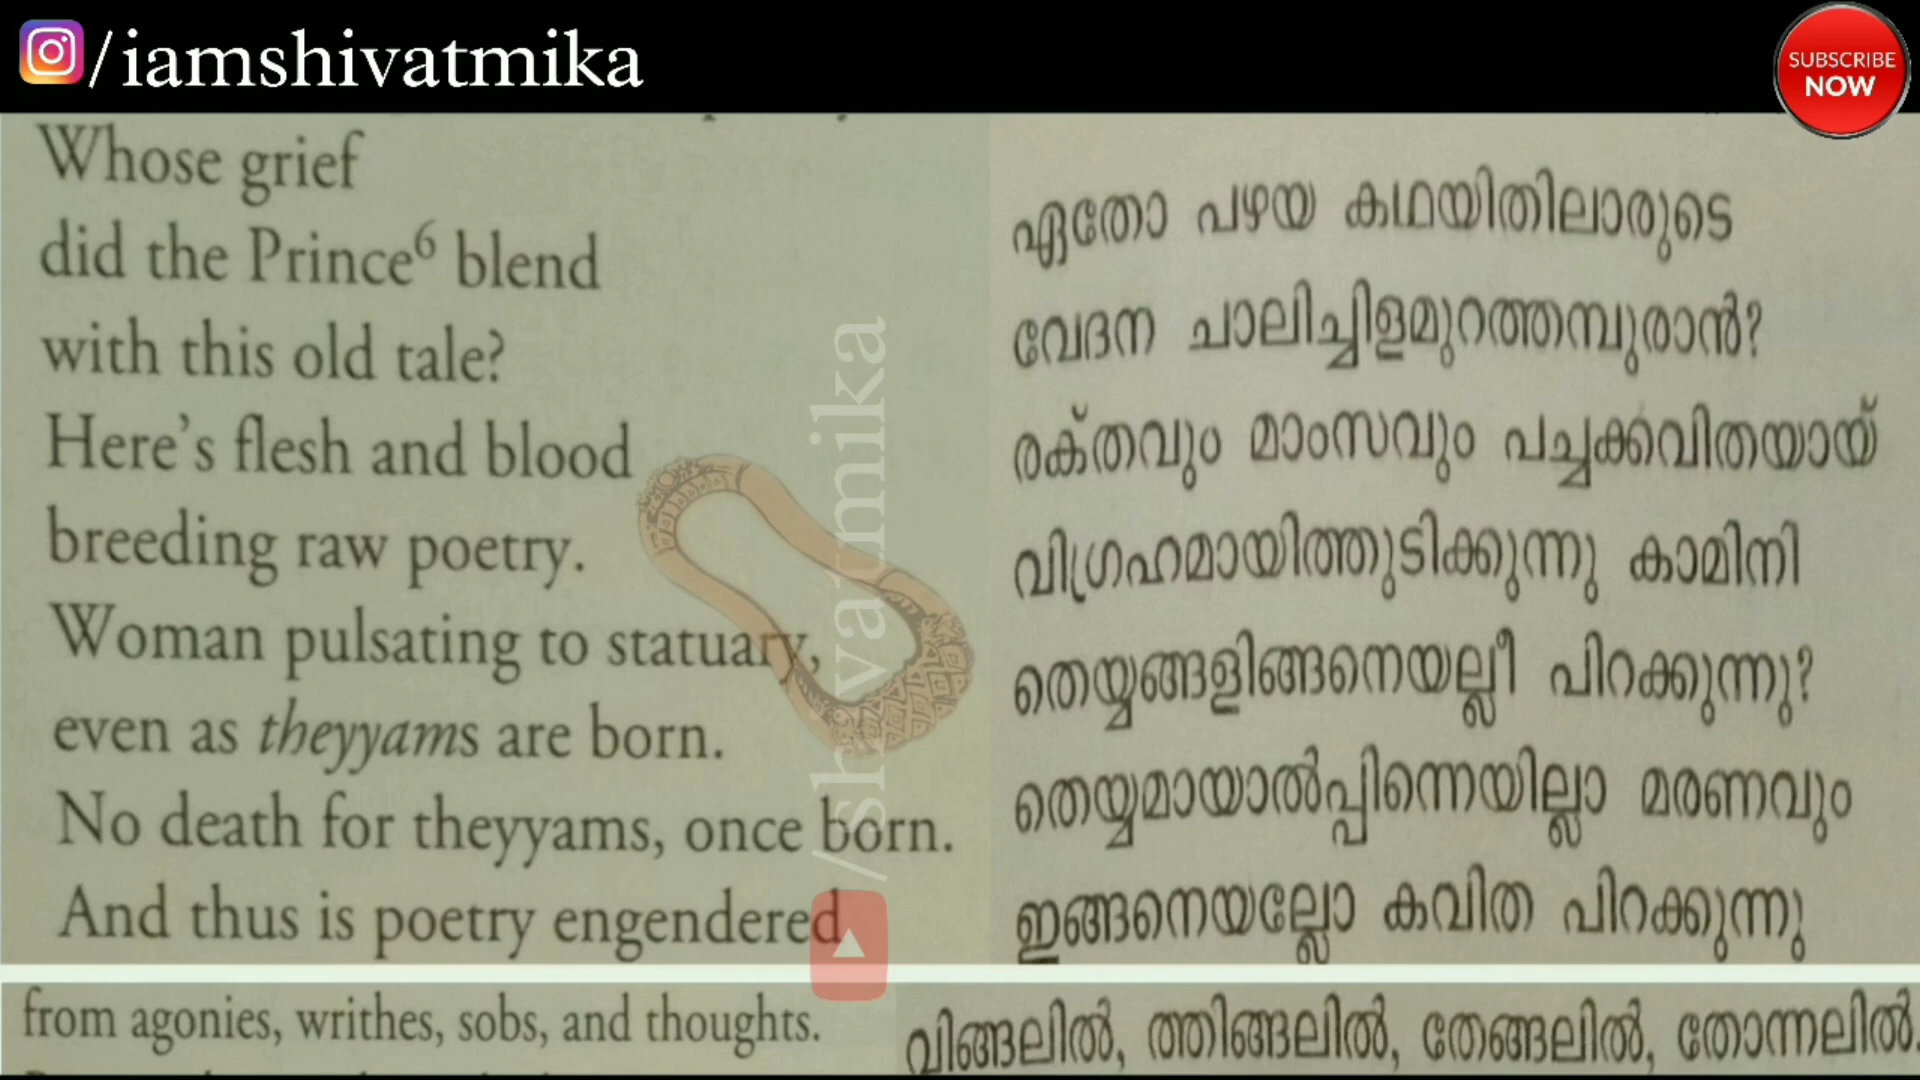 /iamshivatmika
SUBSCRIBE
NOW
Whose grief
did the Prince⁶ blend
with this old tale?
Here's flesh and blood
breeding raw poetry.
Woman pulsating to statuary,
even as theyyams are born.
No death for theyyams, once born.
And thus is poetry engendered
from agonies, writhes, sobs, and thoughts.
ഏതോ പഴയ കഥയിതിലാരുടെ
വേദന ചാലിച്ചിളമുറത്തമ്പുരാൻ?
രക്തവും മാംസവും പച്ചക്കവിതയായ്
വിഗ്രഹമായിത്തുടിക്കുന്നു കാമിനി
തെയ്യങ്ങളിങ്ങനെയല്ലീ പിറക്കുന്നു?
തെയ്യമായാൽപ്പിന്നെയില്ലാ മരണവും
ഇങ്ങനെയല്ലോ കവിത പിറക്കുന്നു
വിങ്ങലിൽ, ത്തിങ്ങലിൽ, തേങ്ങലിൽ, തോന്നലിൽ.
/shivatmika